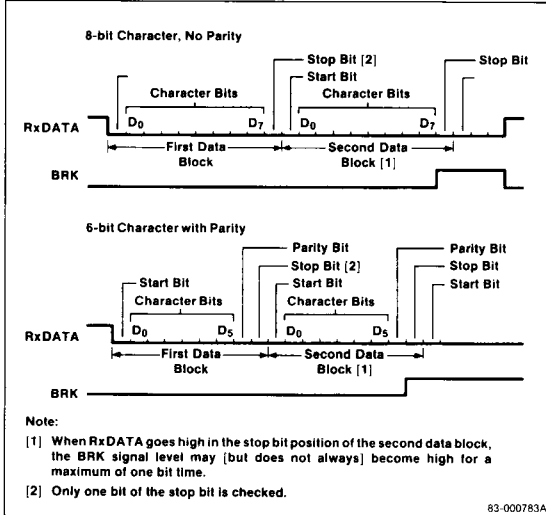 8-bit Character, No Parity
Stop Bit [2]
Stop Bit
Start Bit
Character Bits
Character Bits
D0
D7
D0
D7
RxDATA
First Data
Block
Second Data
Block [1]
BRK
6-bit Character with Parity
Parity Bit
Parity Bit
Stop Bit [2]
Stop Bit
Start Bit
Start Bit
Start Bit
Character Bits
Character Bits
D0
D5
D0
D5
RxDATA
First Data
Block
Second Data
Block [1]
BRK
Note:
[1] When RxDATA goes high in the stop bit position of the second data block,
the BRK signal level may [but does not always] become high for a
maximum of one bit time.
[2] Only one bit of the stop bit is checked.
83-000783A